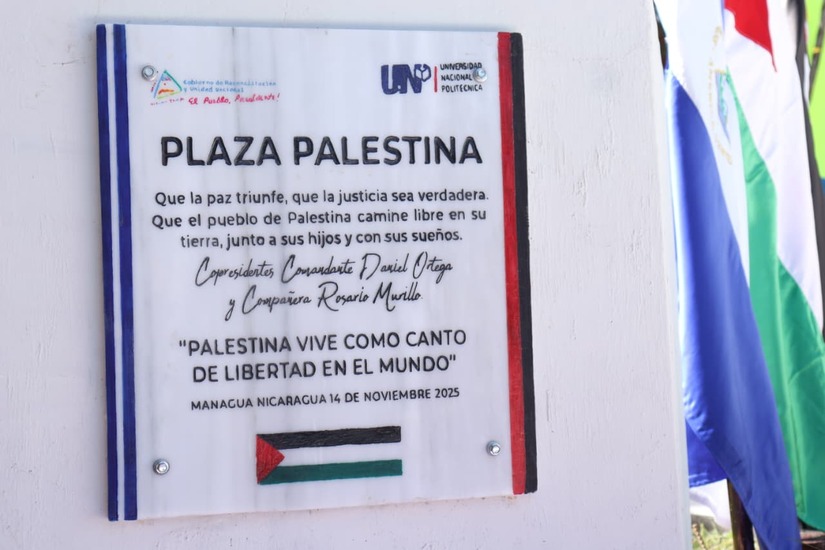 Gobierno de Reconciliación
y Unidad Nacional
El Pueblo, Presidente!
UNP
UNIVERSIDAD
NACIONAL
POLITÉCNICA
PLAZA PALESTINA
Que la paz triunfe, que la justicia sea verdadera.
Que el pueblo de Palestina camine libre en su
tierra, junto a sus hijos y con sus sueños.
Copresidentes Comandante Daniel Ortega
y Compañera Rosario Murillo.
"PALESTINA VIVE COMO CANTO
DE LIBERTAD EN EL MUNDO"
MANAGUA NICARAGUA 14 DE NOVIEMBRE 2025